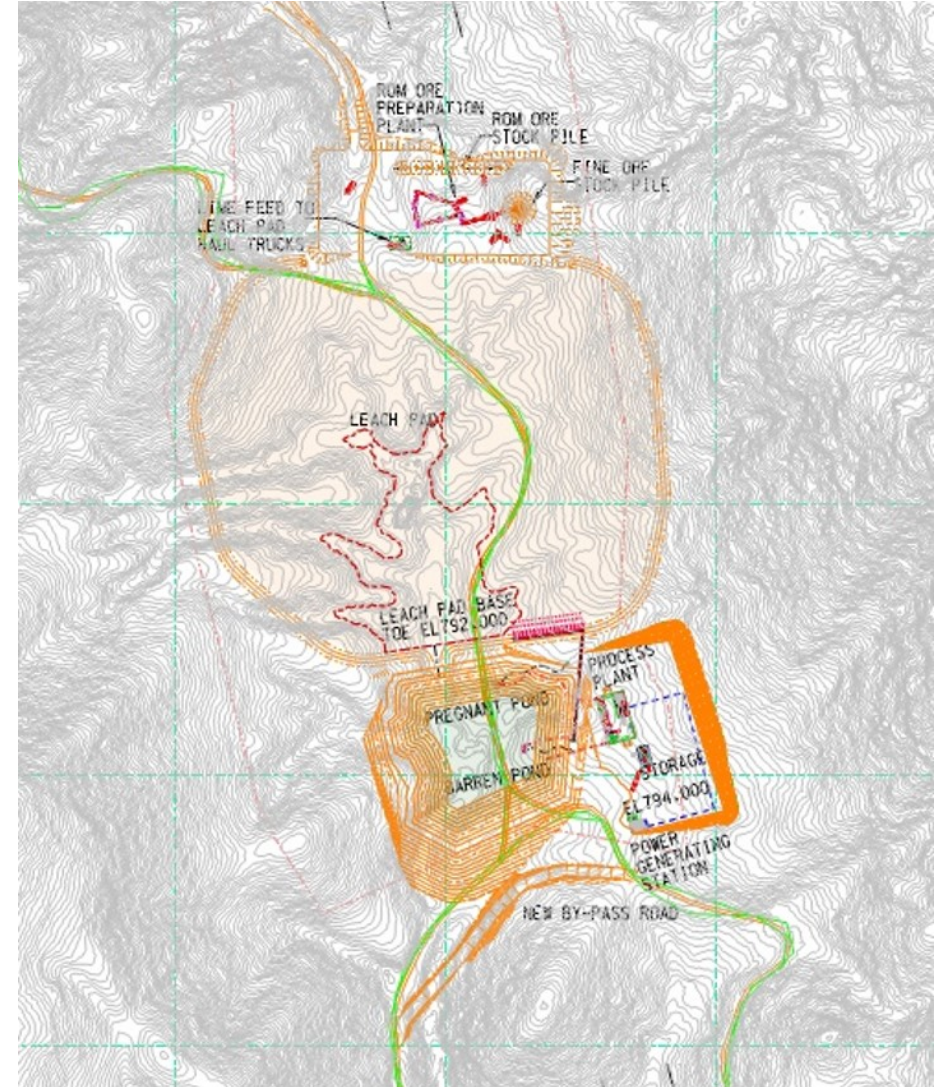 ROM ORE
PREPARATION
PLANT
ROM ORE
STOCK PILE
FINE ORE
STOCK PILE
FEED TO
LEACH PAD
HAUL TRUCKS
LEACH PAD
LEACH PAD BASE
TOE EL792.000
PROCESS
PLANT
PREGNANT POND
STORAGE
BARREN POND
EL794.000
POWER
GENERATING
STATION
NEW BY-PASS ROAD